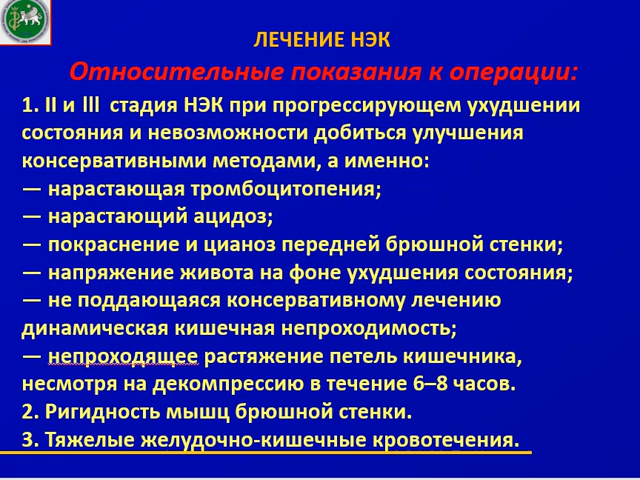 ЛЕЧЕНИЕ НЭК
Относительные показания к операции:
1. II и III стадия НЭК при прогрессирующем ухудшении
состояния и невозможности добиться улучшения
консервативными методами, а именно:
— нарастающая тромбоцитопения;
— нарастающий ацидоз;
— покраснение и цианоз передней брюшной стенки;
— напряжение живота на фоне ухудшения состояния;
— не поддающаяся консервативному лечению
динамическая кишечная непроходимость;
— непроходящее растяжение петель кишечника,
несмотря на декомпрессию в течение 6–8 часов.
2. Ригидность мышц брюшной стенки.
3. Тяжелые желудочно-кишечные кровотечения.